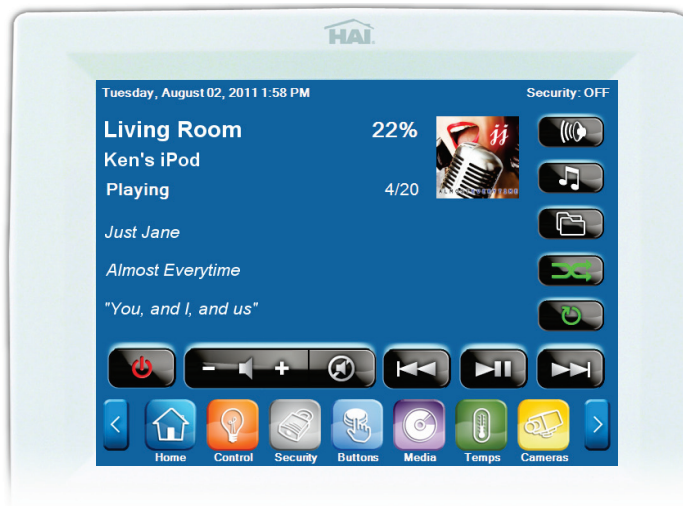 HAI
Tuesday, August 02, 2011 1:58 PM Security: OFF
Living Room 22%
Ken's iPod
Playing 4/20
jj
Just Jane
Almost Everytime
"You, and I, and us"
Home Control Security Buttons Media Temps Cameras